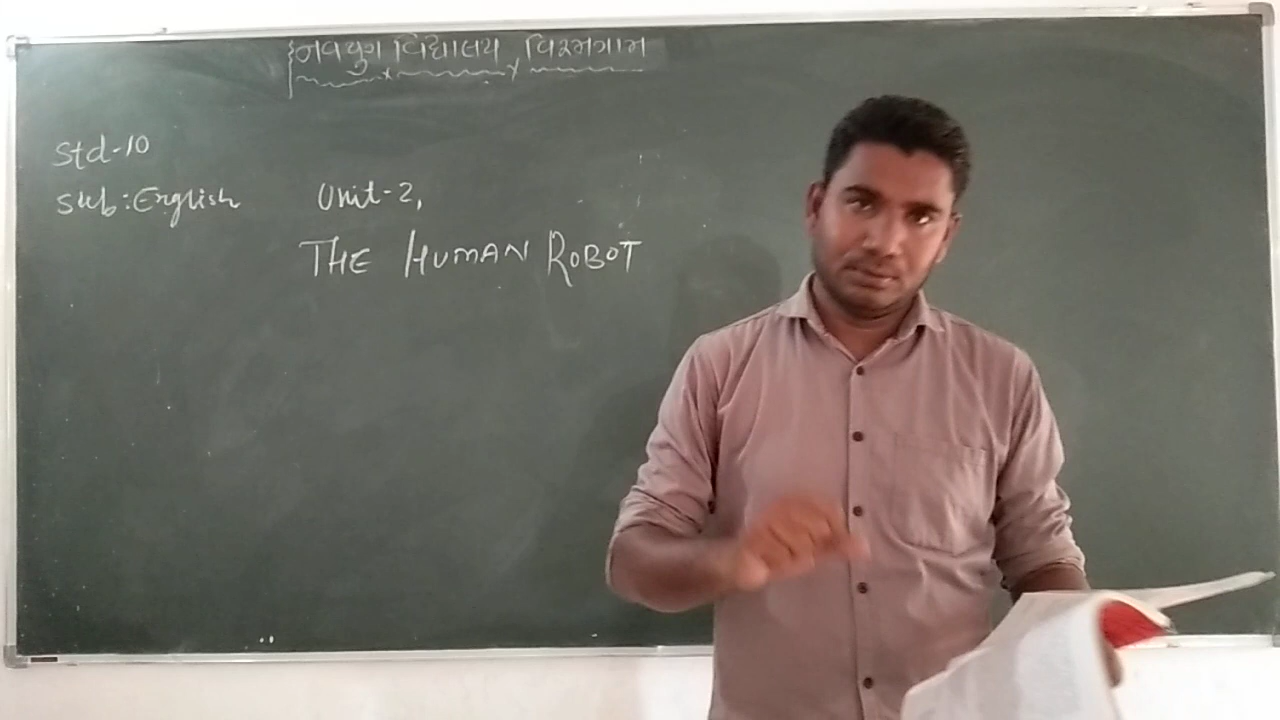 નવયુગ વિદ્યાલય, વિરમગામ
Std-10
Sub: English Unit-2,
THE HUMAN ROBOT